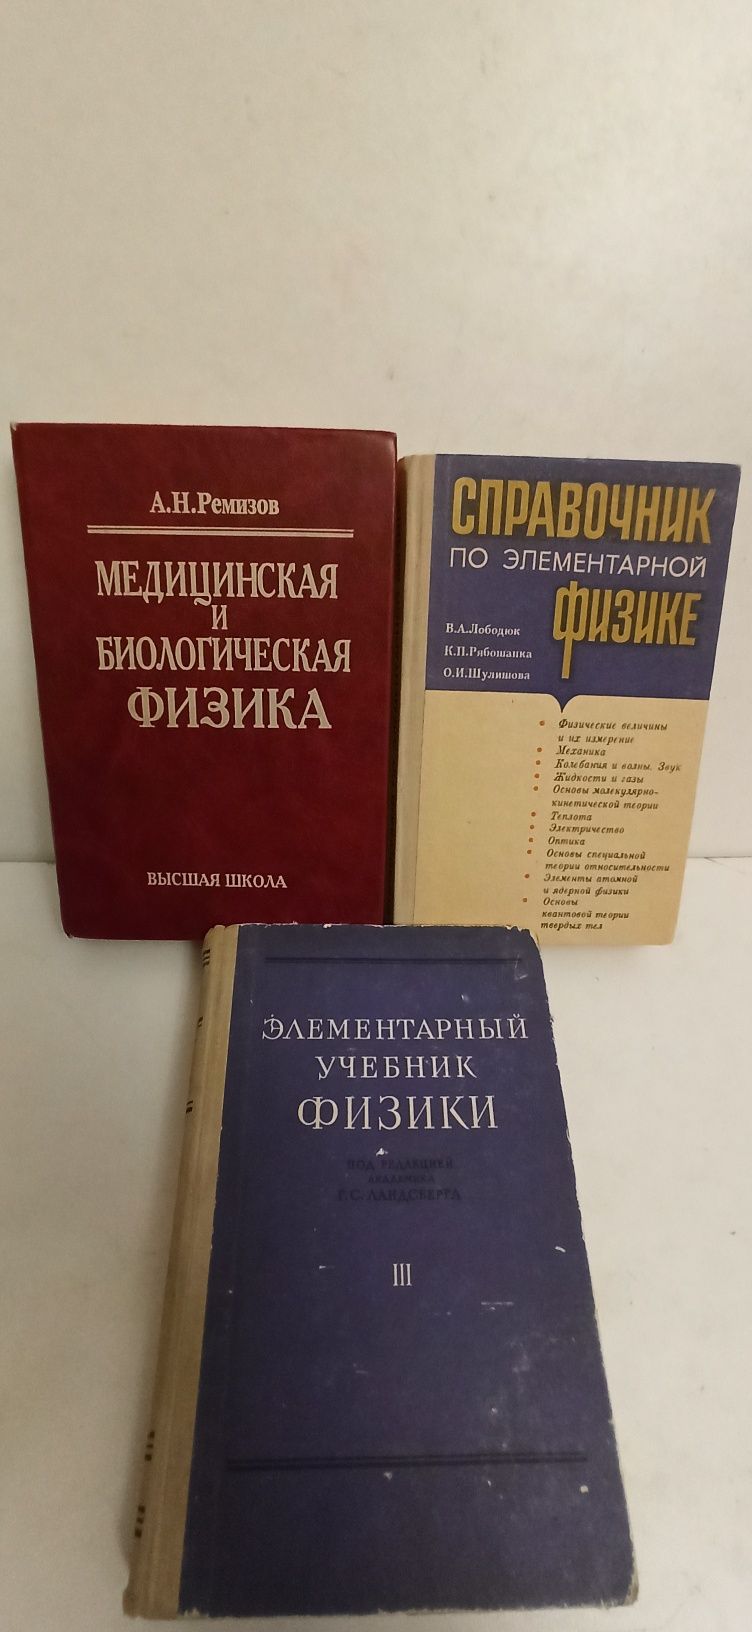 А.Н.Ремизов
МЕДИЦИНСКАЯ
И
БИОЛОГИЧЕСКАЯ
ФИЗИКА
ВЫСШАЯ ШКОЛА
СПРАВОЧНИК
ПО ЭЛЕМЕНТАРНОЙ
ФИЗИКЕ
В.А.Лободюк
К.П.Рябошапка
О.И.Шулишова
Физические величины
и их измерение
Механика
Колебания и волны. Звук
Жидкости и газы
Основы молекулярно-
кинетической теории
Теплота
Электричество
Оптика
Основы специальной
теории относительности
Элементы атомной
и ядерной физики
Основы
квантовой теории
твердых тел
ЭЛЕМЕНТАРНЫЙ
УЧЕБНИК
ФИЗИКИ
ПОД РЕДАКЦИЕЙ
АКАДЕМИКА
Г.С.ЛАНДСБЕРГА
III